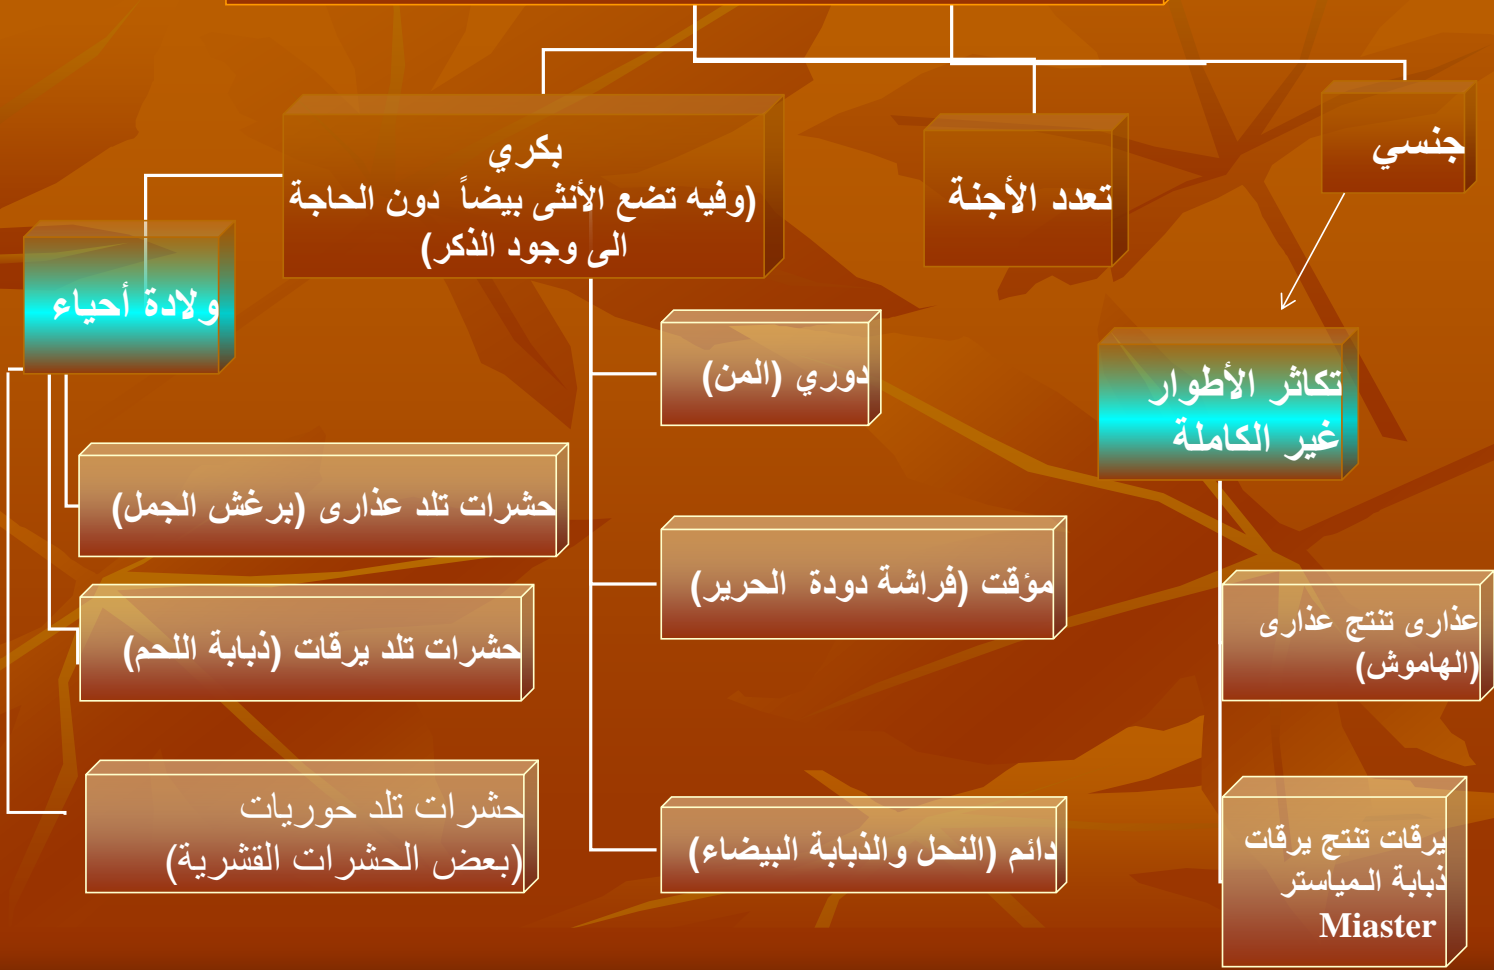 جنسي
تعدد الأجنة
بكري
(وفيه تضع الأنثى بيضاً دون الحاجة
الى وجود الذكر)
ولادة أحياء
تكاثر الأطوار
غير الكاملة
دوري (المن)
مؤقت (فراشة دودة الحرير)
دائم (النحل والذبابة البيضاء)
حشرات تلد عذارى (برغش الجمل)
حشرات تلد يرقات (ذبابة اللحم)
حشرات تلد حوريات
(بعض الحشرات القشرية)
عذارى تنتج عذارى
(الهاموش)
يرقات تنتج يرقات
ذبابة الـمياستر
Miaster